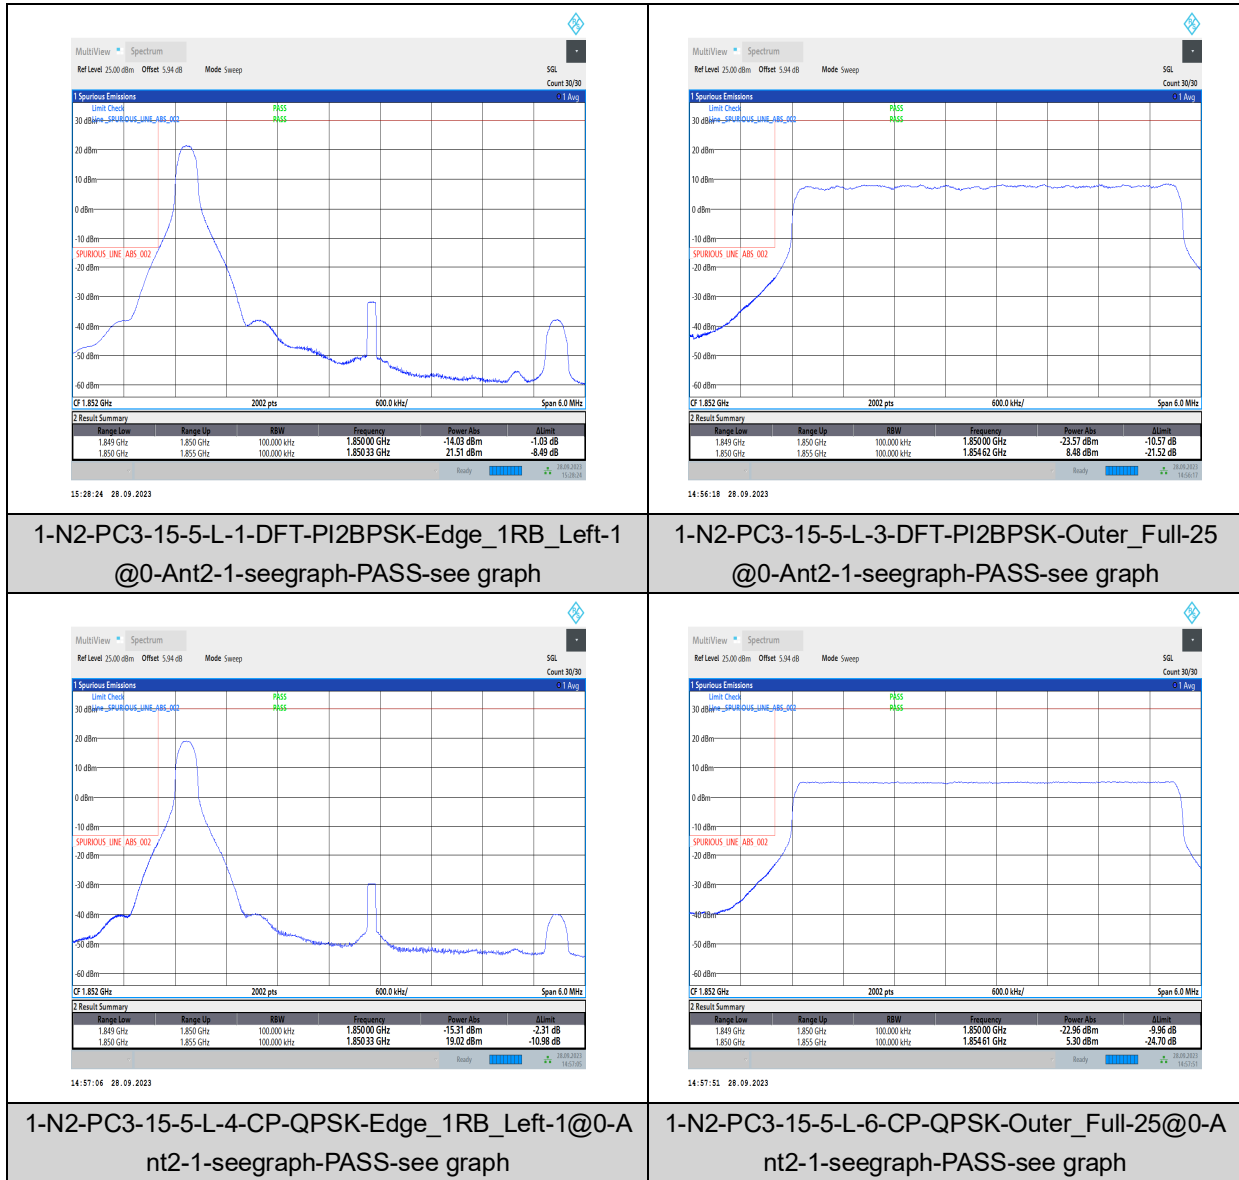 MultiView Spectrum
Ref Level 25.00 dBm Offset 5.94 dB Mode Sweep
SGL
Count 30/30
1 Spurious Emissions 1 Avg
Limit Check PASS
Line _SPURIOUS_LINE_ABS_002 PASS
30 dBm
20 dBm
10 dBm
0 dBm
-10 dBm
SPURIOUS_LINE_ABS_002
-20 dBm
-30 dBm
-40 dBm
-50 dBm
-60 dBm
CF 1.852 GHz 2002 pts 600.0 kHz/ Span 6.0 MHz
2 Result Summary
Range Low Range Up RBW Frequency Power Abs ΔLimit
1.849 GHz 1.850 GHz 100.000 kHz 1.85000 GHz -14.03 dBm -1.03 dB
1.850 GHz 1.855 GHz 100.000 kHz 1.85033 GHz 21.51 dBm -8.49 dB
Ready 28.09.2023
15:28:24
15:28:24 28.09.2023
MultiView Spectrum
Ref Level 25.00 dBm Offset 5.94 dB Mode Sweep
SGL
Count 30/30
1 Spurious Emissions 1 Avg
Limit Check PASS
Line _SPURIOUS_LINE_ABS_002 PASS
30 dBm
20 dBm
10 dBm
0 dBm
-10 dBm
SPURIOUS_LINE_ABS_002
-20 dBm
-30 dBm
-40 dBm
-50 dBm
-60 dBm
CF 1.852 GHz 2002 pts 600.0 kHz/ Span 6.0 MHz
2 Result Summary
Range Low Range Up RBW Frequency Power Abs ΔLimit
1.849 GHz 1.850 GHz 100.000 kHz 1.85000 GHz -23.57 dBm -10.57 dB
1.850 GHz 1.855 GHz 100.000 kHz 1.85462 GHz 8.48 dBm -21.52 dB
Ready 28.09.2023
14:56:17
14:56:18 28.09.2023
1-N2-PC3-15-5-L-1-DFT-PI2BPSK-Edge_1RB_Left-1
@0-Ant2-1-seegraph-PASS-see graph
1-N2-PC3-15-5-L-3-DFT-PI2BPSK-Outer_Full-25
@0-Ant2-1-seegraph-PASS-see graph
MultiView Spectrum
Ref Level 25.00 dBm Offset 5.94 dB Mode Sweep
SGL
Count 30/30
1 Spurious Emissions 1 Avg
Limit Check PASS
Line _SPURIOUS_LINE_ABS_002 PASS
30 dBm
20 dBm
10 dBm
0 dBm
-10 dBm
SPURIOUS_LINE_ABS_002
-20 dBm
-30 dBm
-40 dBm
-50 dBm
-60 dBm
CF 1.852 GHz 2002 pts 600.0 kHz/ Span 6.0 MHz
2 Result Summary
Range Low Range Up RBW Frequency Power Abs ΔLimit
1.849 GHz 1.850 GHz 100.000 kHz 1.85000 GHz -15.31 dBm -2.31 dB
1.850 GHz 1.855 GHz 100.000 kHz 1.85033 GHz 19.02 dBm -10.98 dB
Ready 28.09.2023
14:57:05
14:57:06 28.09.2023
MultiView Spectrum
Ref Level 25.00 dBm Offset 5.94 dB Mode Sweep
SGL
Count 30/30
1 Spurious Emissions 1 Avg
Limit Check PASS
Line _SPURIOUS_LINE_ABS_002 PASS
30 dBm
20 dBm
10 dBm
0 dBm
-10 dBm
SPURIOUS_LINE_ABS_002
-20 dBm
-30 dBm
-40 dBm
-50 dBm
-60 dBm
CF 1.852 GHz 2002 pts 600.0 kHz/ Span 6.0 MHz
2 Result Summary
Range Low Range Up RBW Frequency Power Abs ΔLimit
1.849 GHz 1.850 GHz 100.000 kHz 1.85000 GHz -22.96 dBm -9.96 dB
1.850 GHz 1.855 GHz 100.000 kHz 1.85461 GHz 5.30 dBm -24.70 dB
Ready 28.09.2023
14:57:51
14:57:51 28.09.2023
1-N2-PC3-15-5-L-4-CP-QPSK-Edge_1RB_Left-1@0-A
nt2-1-seegraph-PASS-see graph
1-N2-PC3-15-5-L-6-CP-QPSK-Outer_Full-25@0-A
nt2-1-seegraph-PASS-see graph